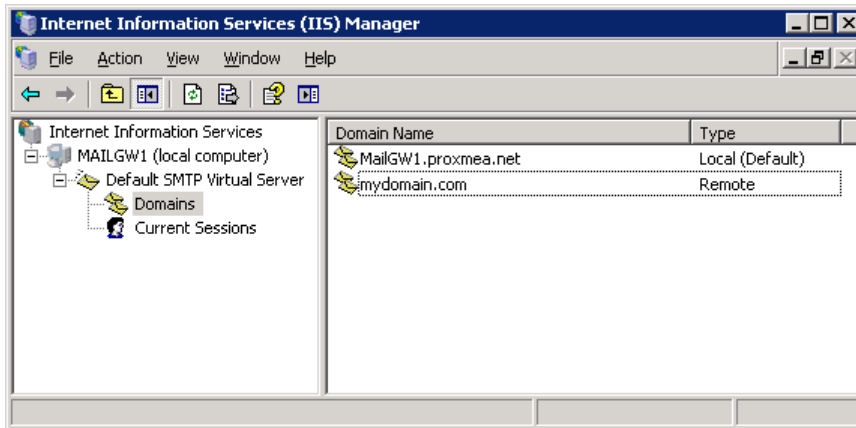 Internet Information Services (IIS) Manager
File Action View Window Help
Internet Information Services
MAILGW1 (local computer)
Default SMTP Virtual Server
Domains
Current Sessions
Domain Name Type
MailGW1.proxmea.net Local (Default)
mydomain.com Remote